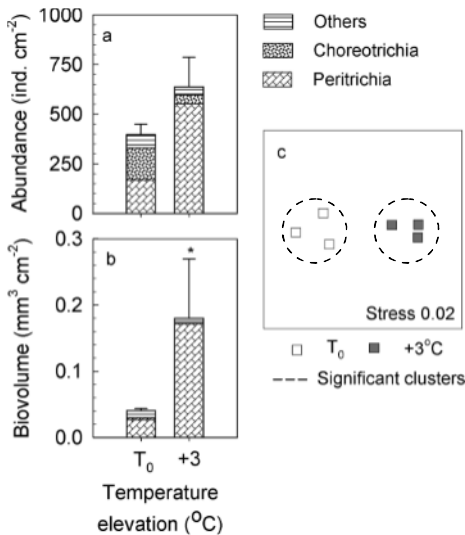 Others
Choreotrichia
Peritrichia
a
1000
750
500
250
0
Abundance (ind. cm⁻²)
b
*
0.3
0.2
0.1
0.0
Biovolume (mm³ cm⁻²)
T₀ +3
Temperature
elevation (°C)
c
Stress 0.02
T₀ +3°C
Significant clusters